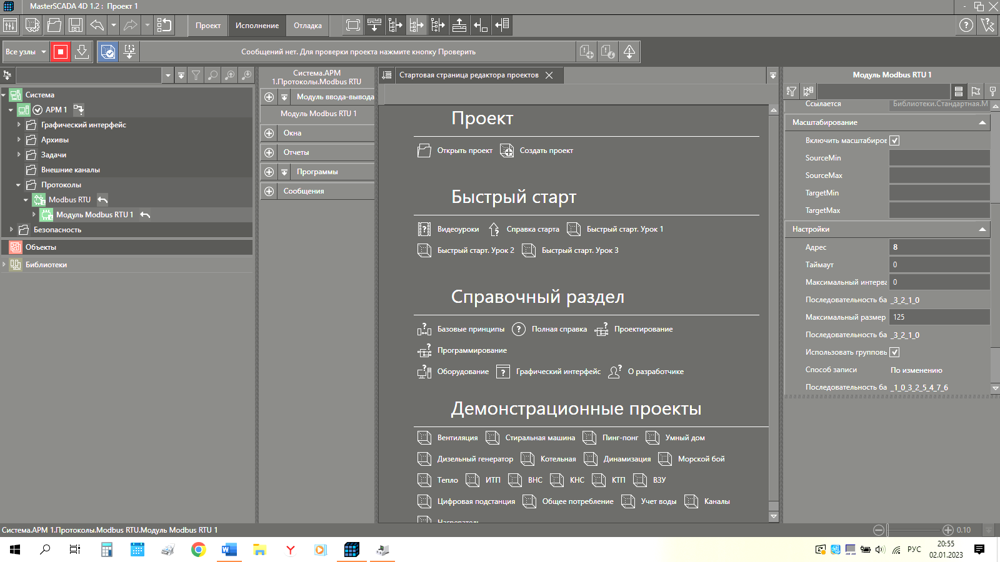 MasterSCADA 4D 1.2 : Проект 1
Проект Исполнение Отладка
Все узлы
Сообщений нет. Для проверки проекта нажмите кнопку Проверить
Система
АРМ 1
Графический интерфейс
Архивы
Задачи
Внешние каналы
Протоколы
Modbus RTU
Модуль Modbus RTU 1
Безопасность
Объекты
Библиотеки
Система.АРМ
1.Протоколы.Modbus RTU
Модуль ввода-вывода
Модуль Modbus RTU 1
Окна
Отчеты
Программы
Сообщения
Стартовая страница редактора проектов
Проект
Открыть проект Создать проект
Быстрый старт
Видеоуроки Справка старта Быстрый старт. Урок 1
Быстрый старт. Урок 2 Быстрый старт. Урок 3
Справочный раздел
Базовые принципы Полная справка Проектирование
Программирование
Оборудование Графический интерфейс О разработчике
Демонстрационные проекты
Вентиляция Стиральная машина Пинг-понг Умный дом
Дизельный генератор Котельная Динамизация Морской бой
Тепло ИТП ВНС КНС КТП ВЗУ
Цифровая подстанция Общее потребление Учет воды Каналы
Нагреватель
Модуль Modbus RTU 1
Ссылается Библиотеки.Стандартная.М
Масштабирование
Включить масштабиров
SourceMin
SourceMax
TargetMin
TargetMax
Настройки
Адрес 8
Таймаут 0
Максимальный интерва 0
Последовательность ба _3_2_1_0
Максимальный размер 125
Последовательность ба _3_2_1_0
Использовать группов
Способ записи По изменению
Последовательность ба _1_0_3_2_5_4_7_6
Система.АРМ 1.Протоколы.Modbus RTU.Модуль Modbus RTU 1
0.10
РУС
20:55
02.01.2023